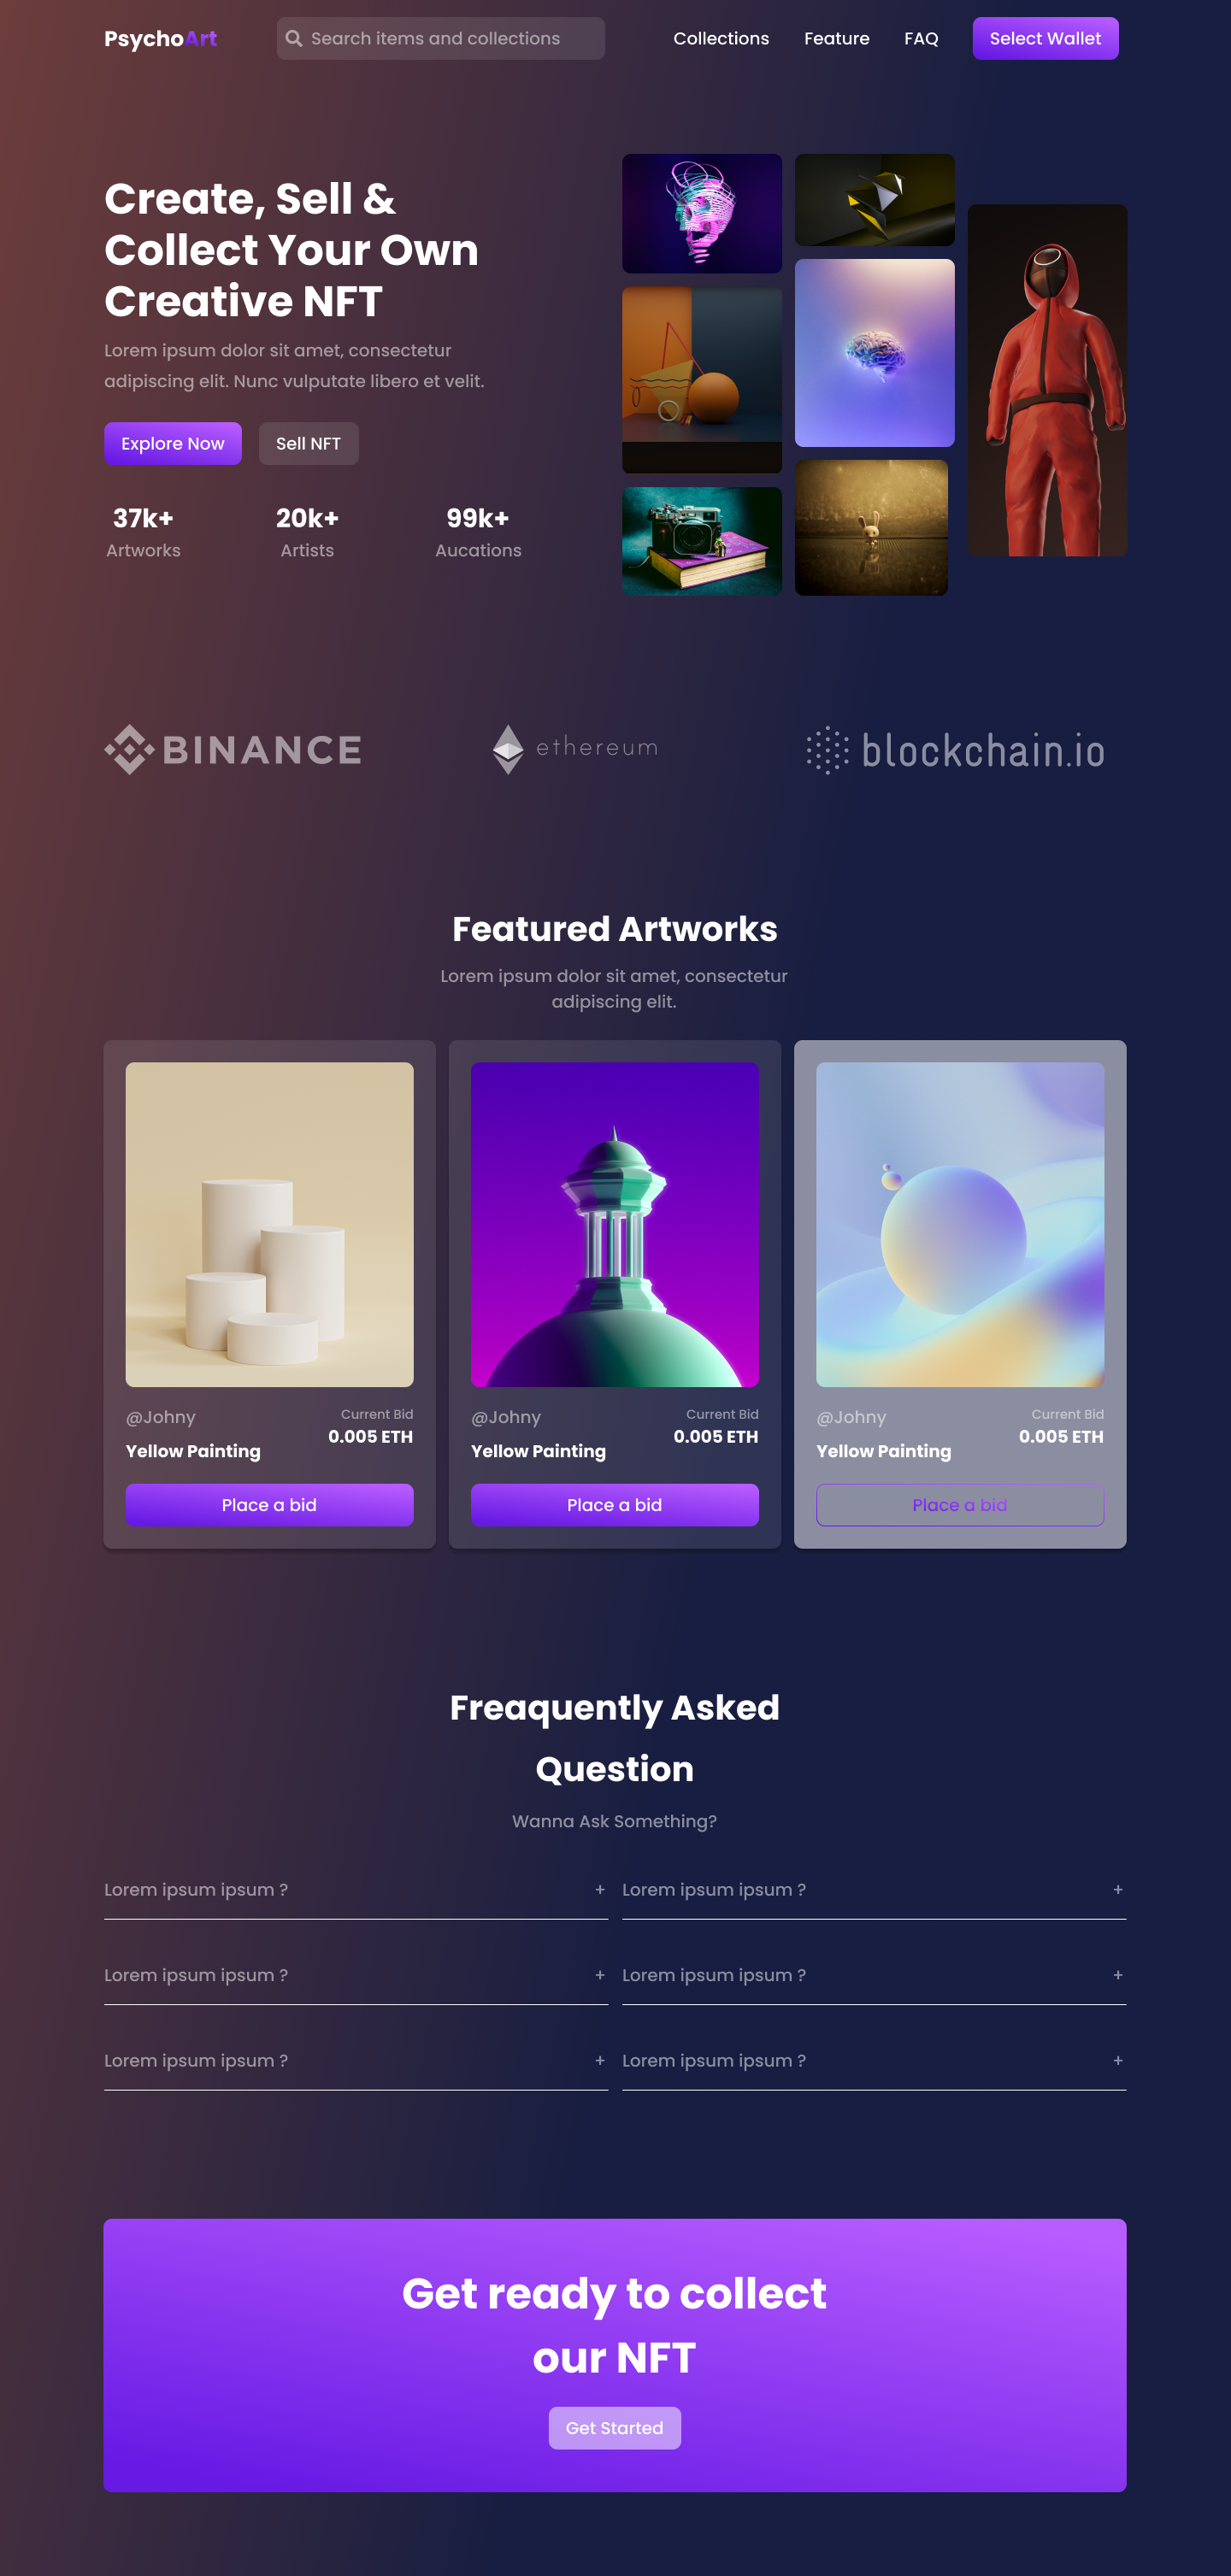 PsychoArt
Search items and collections
Collections
Feature
FAQ
Select Wallet
Create, Sell &
Collect Your Own
Creative NFT
Lorem ipsum dolor sit amet, consectetur
adipiscing elit. Nunc vulputate libero et velit.
Explore Now
Sell NFT
37k+
Artworks
20k+
Artists
99k+
Aucations
BINANCE
ethereum
blockchain.io
Featured Artworks
Lorem ipsum dolor sit amet, consectetur
adipiscing elit.
@Johny
Current Bid
0.005 ETH
Yellow Painting
Place a bid
@Johny
Current Bid
0.005 ETH
Yellow Painting
Place a bid
@Johny
Current Bid
0.005 ETH
Yellow Painting
Place a bid
Freaquently Asked
Question
Wanna Ask Something?
Lorem ipsum ipsum ? +
Lorem ipsum ipsum ? +
Lorem ipsum ipsum ? +
Lorem ipsum ipsum ? +
Lorem ipsum ipsum ? +
Lorem ipsum ipsum ? +
Get ready to collect
our NFT
Get Started